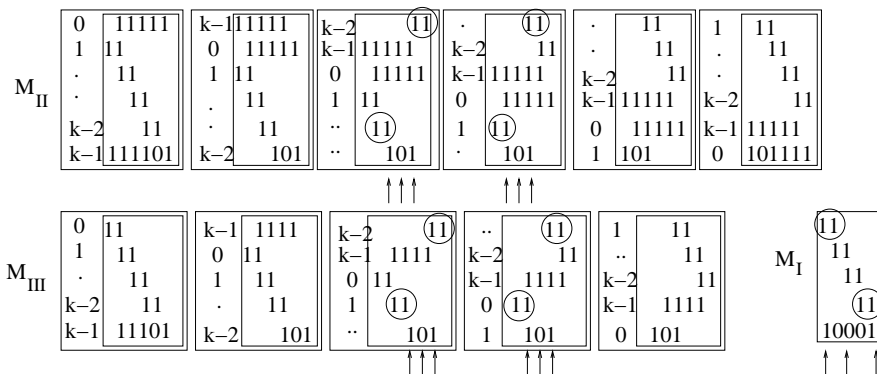 M_II
0 11111
1 11
. 11
. 11
k−2 11
k−1 111101
k−1 11111
0 11111
1 11
. 11
. 11
k−2 101
k−2 11
k−1 11111
0 11111
1 11
.. 11
.. 101
. 11
k−2 11
k−1 11111
0 11111
1 11
. 101
. 11
. 11
k−2 11
k−1 11111
0 11111
1 101
1 11
. 11
. 11
k−2 11
k−1 11111
0 101111
M_III
0 11
1 11
. 11
k−2 11
k−1 11101
k−1 1111
0 11
1 11
. 11
k−2 101
k−2 11
k−1 1111
0 11
1 11
.. 101
.. 11
k−2 11
k−1 1111
0 11
1 101
1 11
.. 11
k−2 11
k−1 1111
0 101
M_I
11
11
11
11
10001